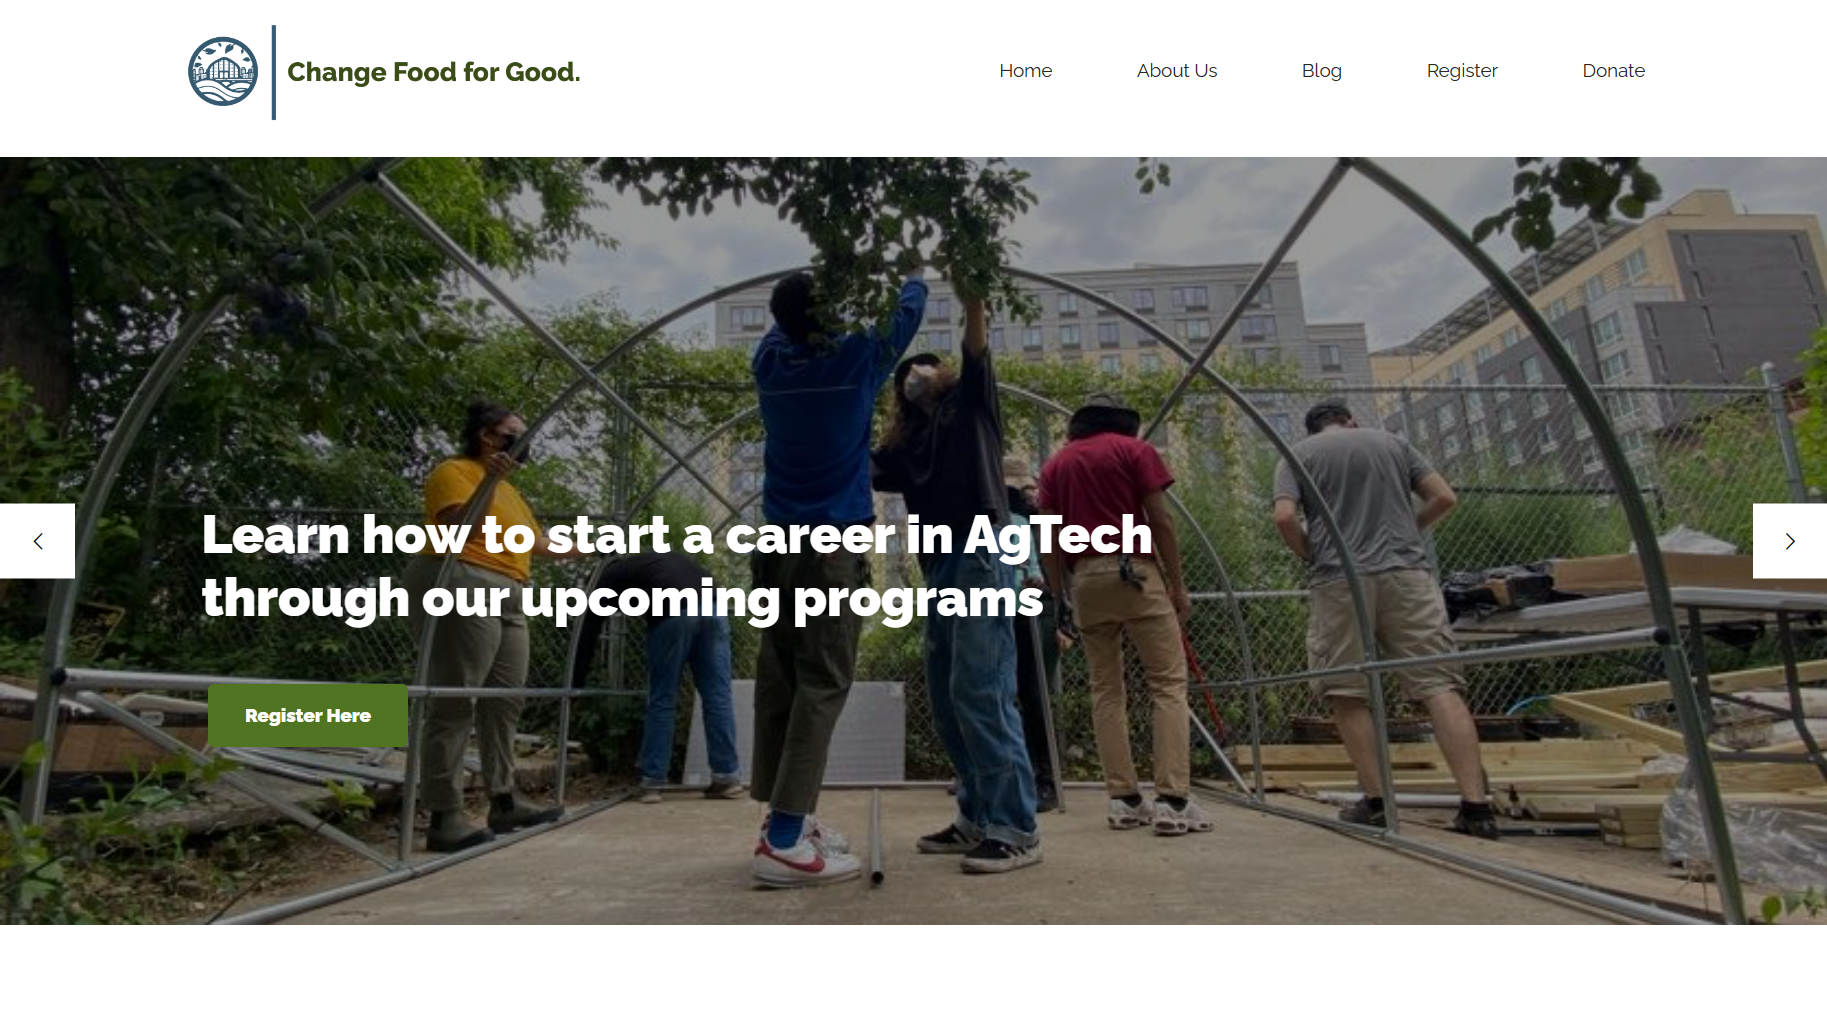 Change Food for Good.
Home
About Us
Blog
Register
Donate
Learn how to start a career in AgTech
through our upcoming programs
Register Here